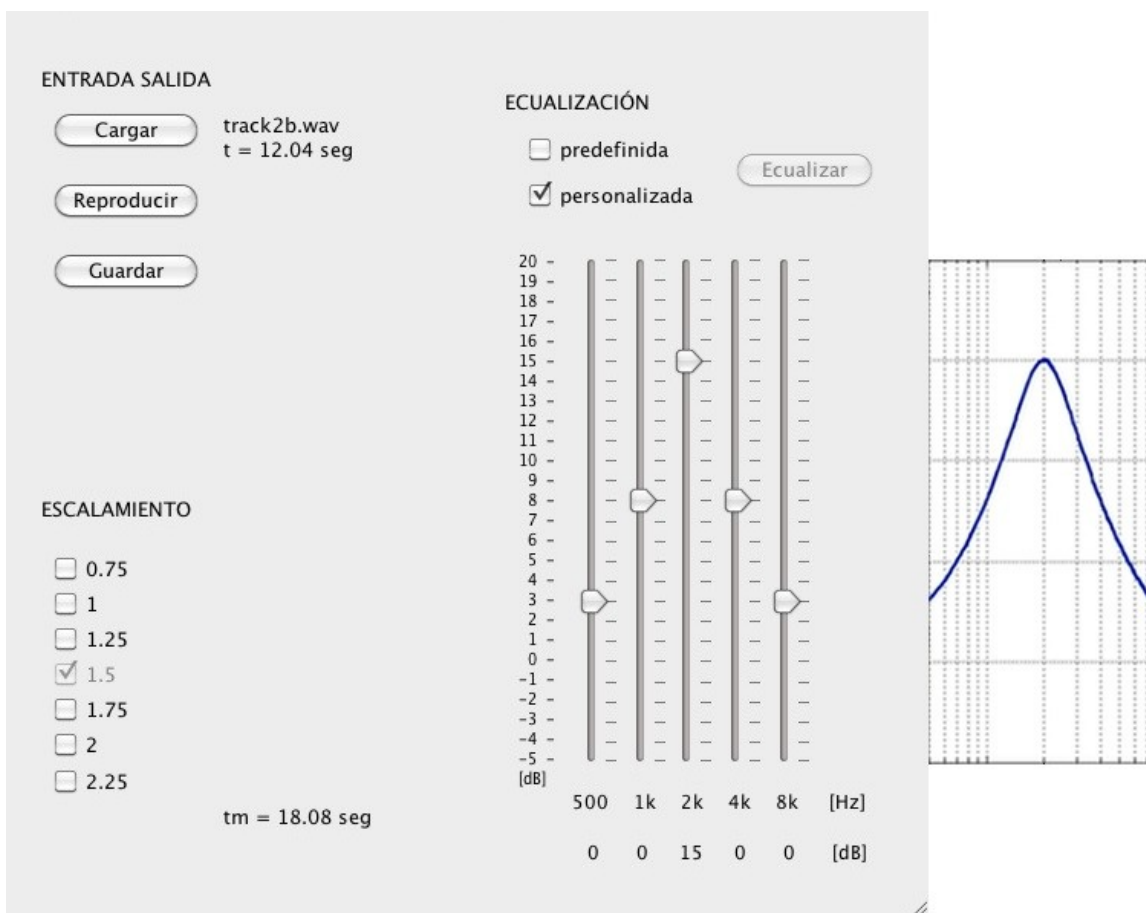 ENTRADA SALIDA
Cargar
track2b.wav
t = 12.04 seg
Reproducir
Guardar
ESCALAMIENTO
0.75
1
1.25
1.5
1.75
2
2.25
tm = 18.08 seg
ECUALIZACIÓN
predefinida
personalizada
Ecualizar
20
19
18
17
16
15
14
13
12
11
10
9
8
7
6
5
4
3
2
1
0
-1
-2
-3
-4
-5
[dB]
500 1k 2k 4k 8k [Hz]
0 0 15 0 0 [dB]